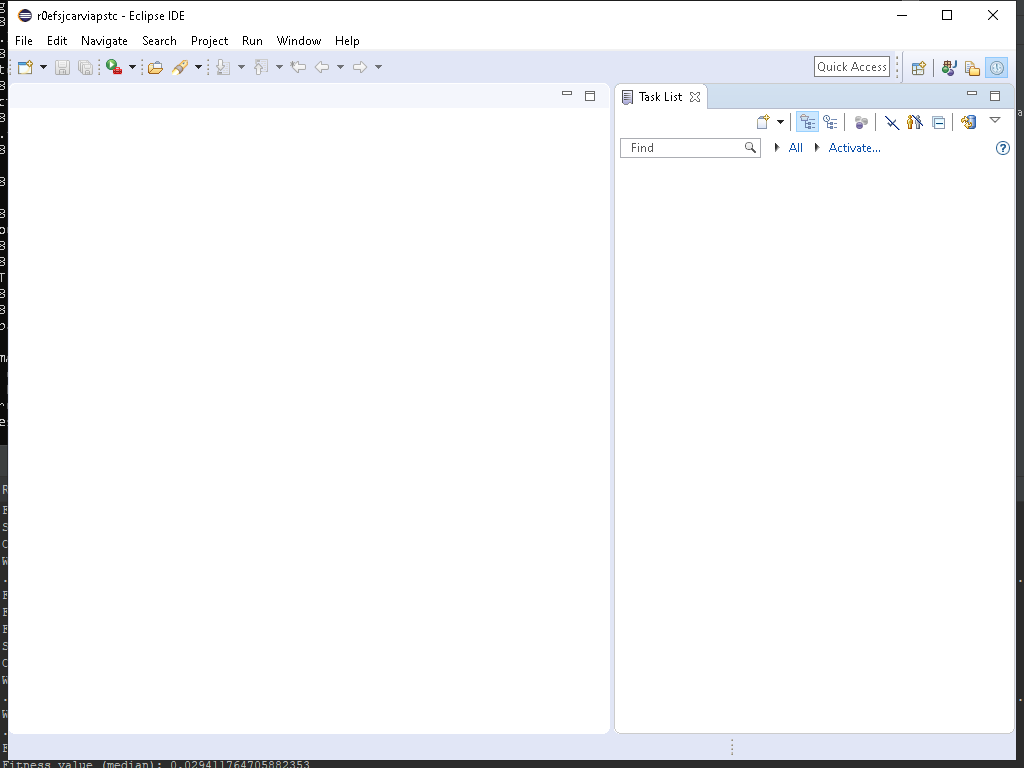 r0efsjcarviapstc - Eclipse IDE
File Edit Navigate Search Project Run Window Help
Quick Access
Task List
Find All Activate...
Fitness value (median): 0.029411764705882353